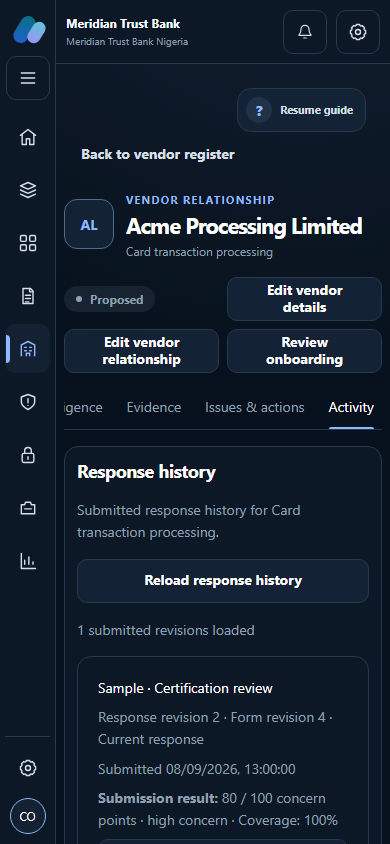 Meridian Trust Bank
Meridian Trust Bank Nigeria
? Resume guide
Back to vendor register
VENDOR RELATIONSHIP
AL
Acme Processing Limited
Card transaction processing
Proposed
Edit vendor
details
Edit vendor
relationship
Review
onboarding
igence Evidence Issues & actions Activity
Response history
Submitted response history for Card
transaction processing.
Reload response history
1 submitted revisions loaded
Sample · Certification review
Response revision 2 · Form revision 4 ·
Current response
Submitted 08/09/2026, 13:00:00
Submission result: 80 / 100 concern
points · high concern · Coverage: 100%
CO